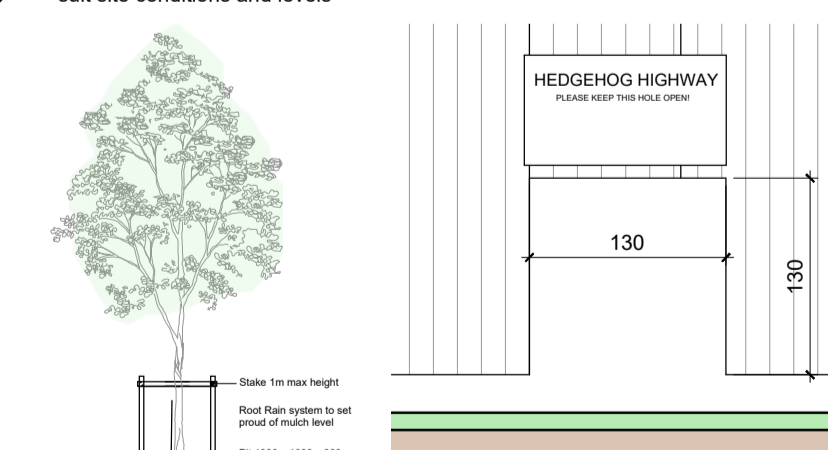 suit site conditions and levels
HEDGEHOG HIGHWAY
PLEASE KEEP THIS HOLE OPEN!
130
130
Stake 1m max height
Root Rain system to set
proud of mulch level